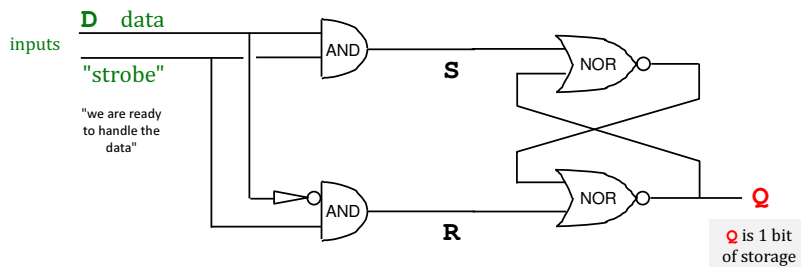 D data
inputs
"strobe"
"we are ready
to handle the
data"
AND
S
NOR
AND
R
NOR
Q
Q is 1 bit
of storage